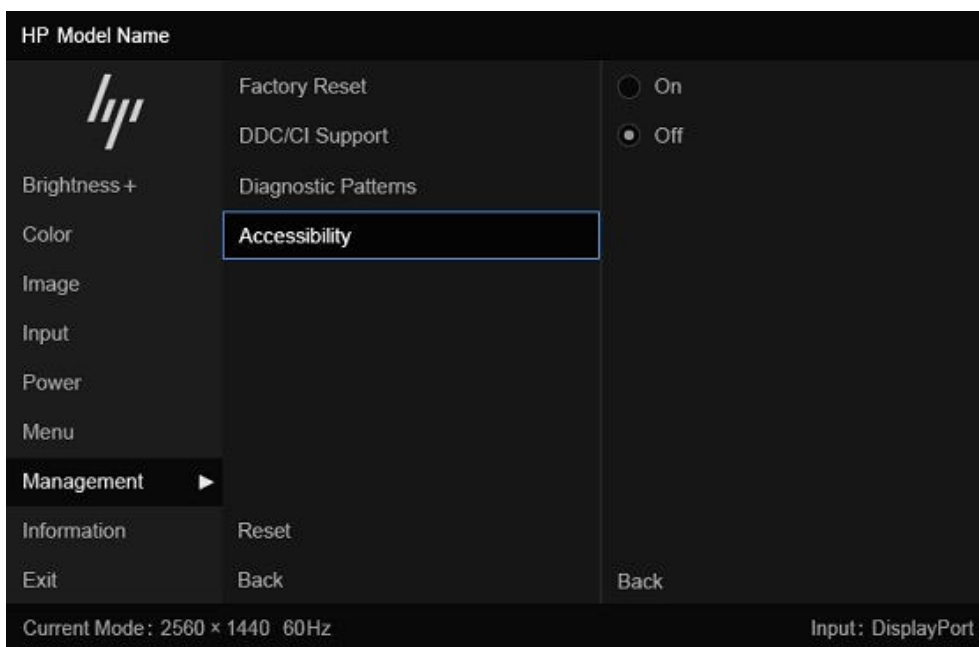 HP Model Name
hp
Factory Reset
On
DDC/CI Support
Off
Brightness +
Diagnostic Patterns
Color
Accessibility
Image
Input
Power
Menu
Management ▶
Information
Reset
Exit
Back
Back
Current Mode: 2560 × 1440 60Hz
Input: DisplayPort